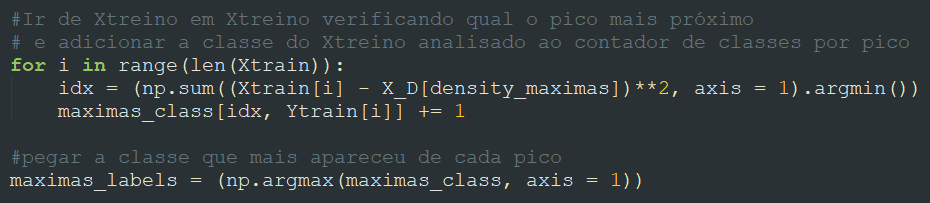 #Ir de Xtreino em Xtreino verificando qual o pico mais próximo
# e adicionar a classe do Xtreino analisado ao contador de classes por pico
for i in range(len(Xtrain)):
    idx = (np.sum((Xtrain[i] - X_D[density_maximas])**2, axis = 1).argmin())
    maximas_class[idx, Ytrain[i]] += 1
#pegar a classe que mais apareceu de cada pico
maximas_labels = (np.argmax(maximas_class, axis = 1))